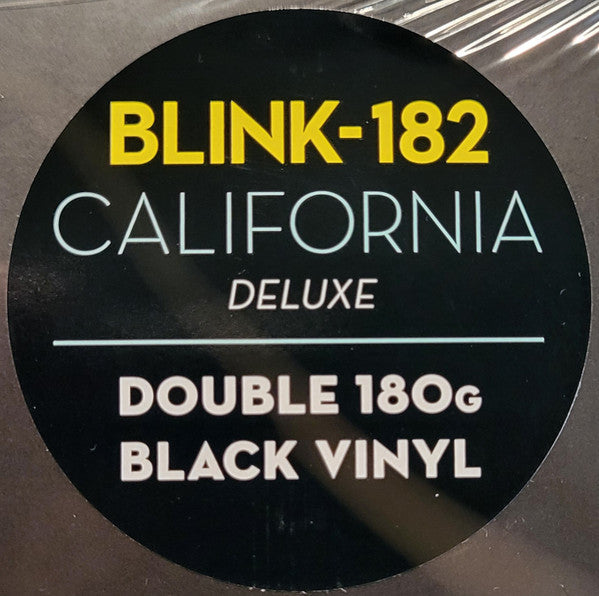 BLINK-182
CALIFORNIA
DELUXE
DOUBLE 180G
BLACK VINYL